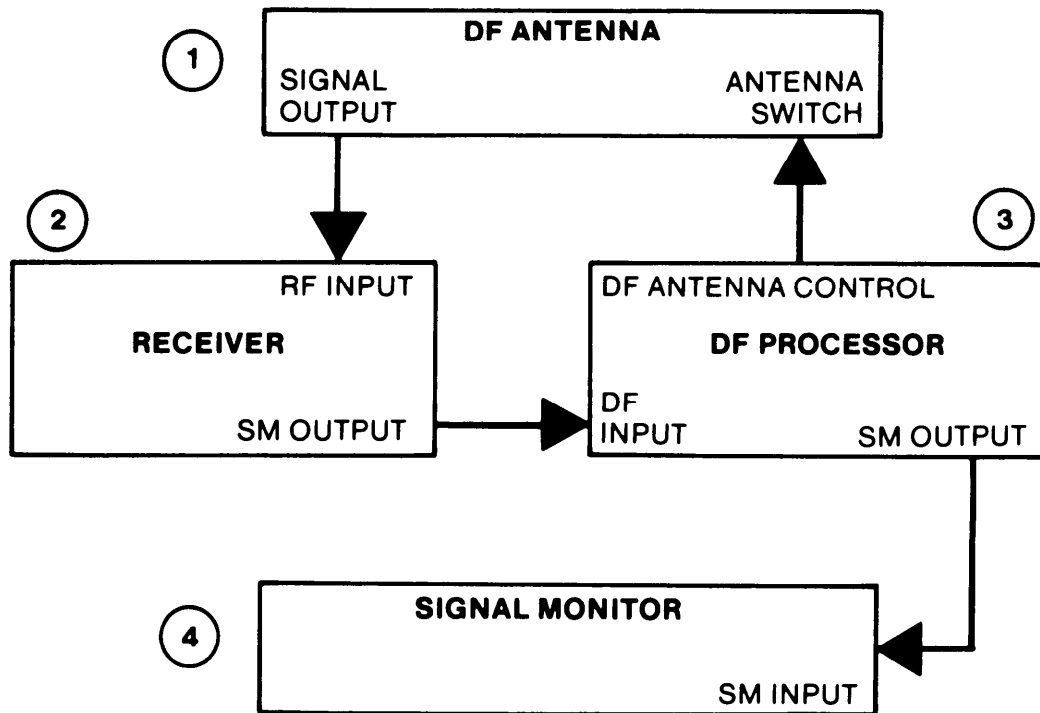 1
DF ANTENNA
SIGNAL
OUTPUT
ANTENNA
SWITCH
2
RF INPUT
RECEIVER
SM OUTPUT
3
DF ANTENNA CONTROL
DF PROCESSOR
DF
INPUT
SM OUTPUT
4
SIGNAL MONITOR
SM INPUT